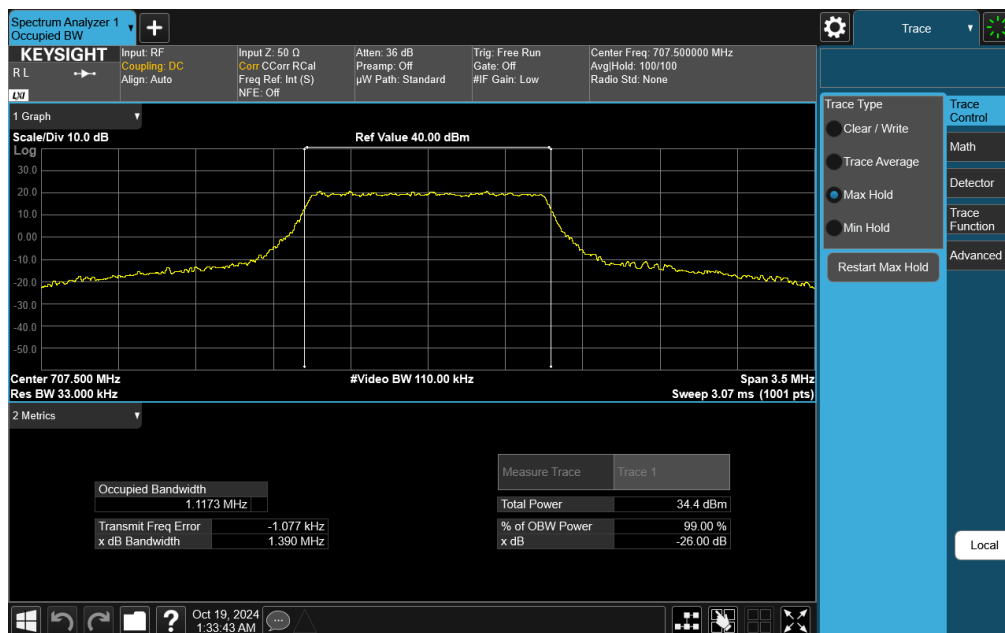 Spectrum Analyzer 1
Occupied BW
+
Trace
KEYSIGHT
R L
LXI
Input: RF
Coupling: DC
Align: Auto
Input Z: 50 Ω
Corr CCorr RCal
Freq Ref: Int (S)
NFE: Off
Atten: 36 dB
Preamp: Off
µW Path: Standard
Trig: Free Run
Gate: Off
#IF Gain: Low
Center Freq: 707.500000 MHz
Avg|Hold: 100/100
Radio Std: None
1 Graph
Scale/Div 10.0 dB
Ref Value 40.00 dBm
Log
30.0
20.0
10.0
0.00
-10.0
-20.0
-30.0
-40.0
-50.0
Center 707.500 MHz
#Video BW 110.00 kHz
Span 3.5 MHz
Res BW 33.000 kHz
Sweep 3.07 ms (1001 pts)
2 Metrics
Occupied Bandwidth
1.1173 MHz
Transmit Freq Error -1.077 kHz
x dB Bandwidth 1.390 MHz
Measure Trace Trace 1
Total Power 34.4 dBm
% of OBW Power 99.00 %
x dB -26.00 dB
Trace Type
Clear / Write
Trace Average
Max Hold
Min Hold
Restart Max Hold
Trace
Control
Math
Detector
Trace
Function
Advanced
Local
?
Oct 19, 2024
1:33:43 AM